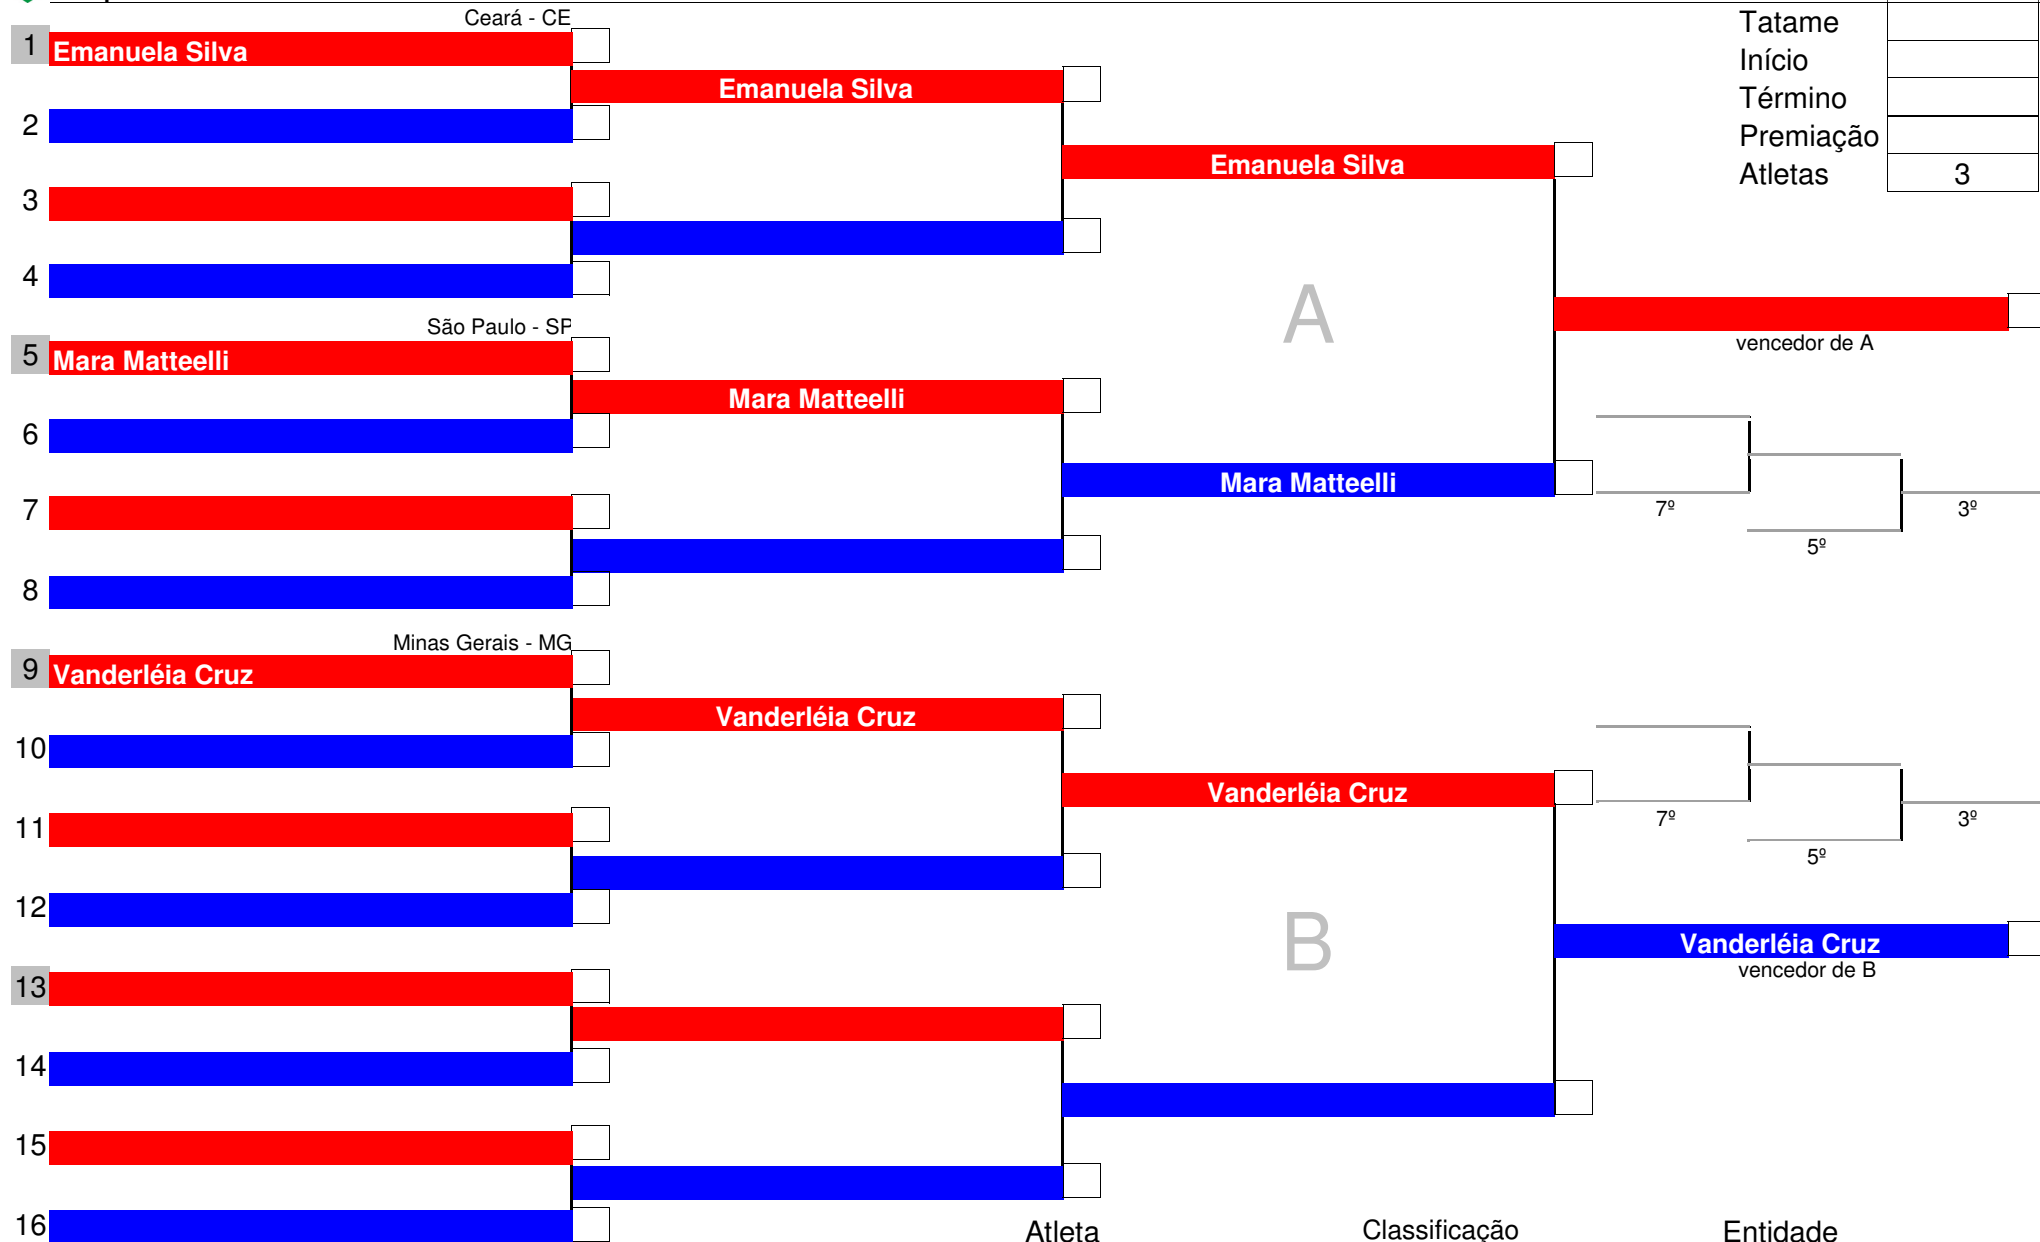 Ceará - CE
1 Emanuela Silva
Emanuela Silva
2
Emanuela Silva
3
4
São Paulo - SP
5 Mara Matteelli
Mara Matteelli
6
Mara Matteelli
7
8
Minas Gerais - MG
9 Vanderléia Cruz
Vanderléia Cruz
10
Vanderléia Cruz
11
12
13
14
15
16
A
B
Tatame
Início
Término
Premiação
Atletas 3
vencedor de A
7º
3º
5º
7º
3º
5º
Vanderléia Cruz
vencedor de B
Atleta Classificação Entidade